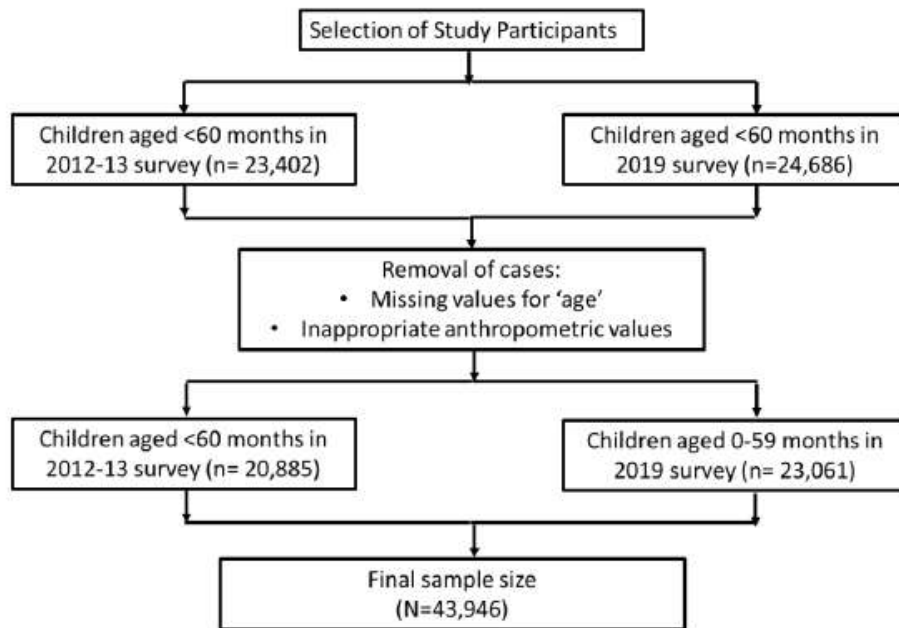 Selection of Study Participants
Children aged <60 months in
2012-13 survey (n= 23,402)
Children aged <60 months in
2019 survey (n=24,686)
Removal of cases:
• Missing values for ‘age’
• Inappropriate anthropometric values
Children aged <60 months in
2012-13 survey (n= 20,885)
Children aged 0-59 months in
2019 survey (n= 23,061)
Final sample size
(N=43,946)